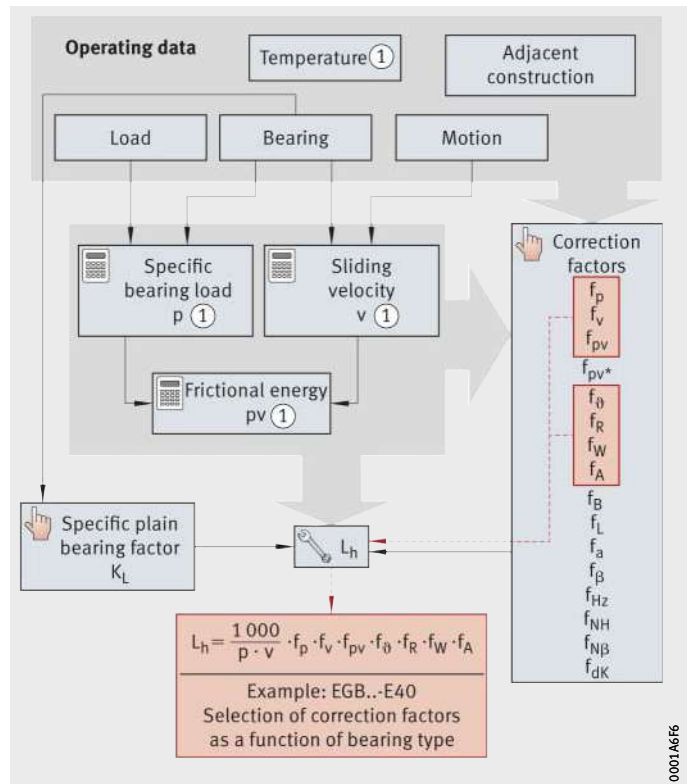 Operating data
Temperature ①
Adjacent
construction
Load
Bearing
Motion
Specific
bearing load
p ①
Sliding
velocity
v ①
Frictional energy
pv ①
Correction
factors
fp
fv
fpv
fpv*
fϑ
fR
fW
fA
fB
fL
fa
fβ
fHz
fNH
fNβ
fdK
Specific plain
bearing factor
KL
Lh
Lh = 1 000 / p · v · fp · fv · fpv · fϑ · fR · fW · fA
Example: EGB..-E40
Selection of correction factors
as a function of bearing type
0001A6F6